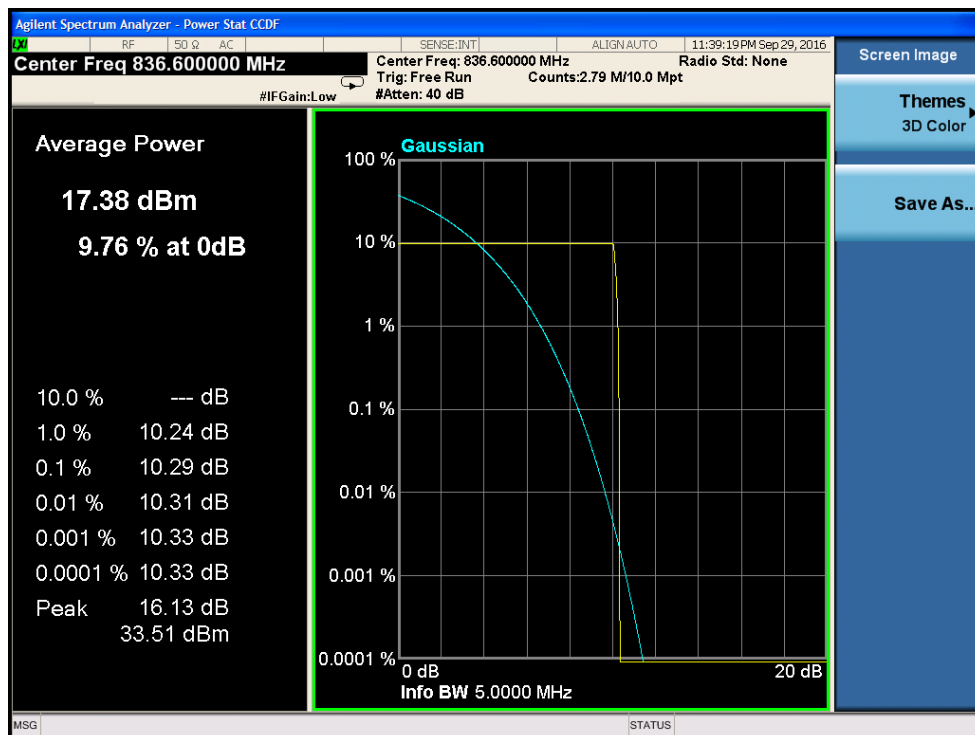 Agilent Spectrum Analyzer - Power Stat CCDF
LXI RF 50 Ω AC SENSE:INT ALIGNAUTO 11:39:19 PM Sep 29, 2016
Center Freq 836.600000 MHz
#IFGain:Low
Center Freq: 836.600000 MHz Radio Std: None
Trig: Free Run Counts:2.79 M/10.0 Mpt
#Atten: 40 dB
Screen Image
Themes
3D Color
Save As...
Average Power
17.38 dBm
9.76 % at 0dB
10.0 % --- dB
1.0 % 10.24 dB
0.1 % 10.29 dB
0.01 % 10.31 dB
0.001 % 10.33 dB
0.0001 % 10.33 dB
Peak 16.13 dB
33.51 dBm
Gaussian
100 %
10 %
1 %
0.1 %
0.01 %
0.001 %
0.0001 %
0 dB 20 dB
Info BW 5.0000 MHz
MSG STATUS